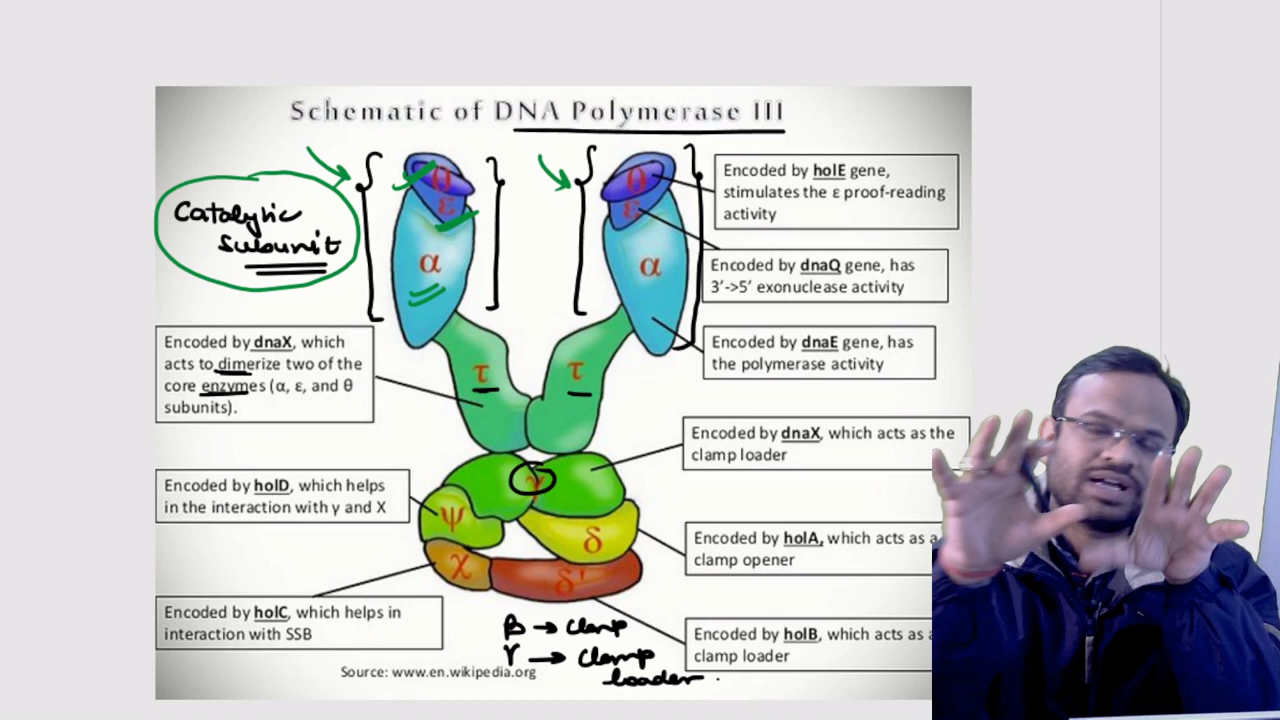 Schematic of DNA Polymerase III
Catalytic
subunit
θ
ε
α
θ
ε
α
Encoded by holE gene,
stimulates the ε proof-reading
activity
Encoded by dnaQ gene, has
3'->5' exonuclease activity
Encoded by dnaE gene, has
the polymerase activity
Encoded by dnaX, which
acts to dimerize two of the
core enzymes (α, ε, and θ
subunits).
τ
τ
Encoded by dnaX, which acts as the
clamp loader
γ
Encoded by holD, which helps
in the interaction with γ and X
ψ
δ
Encoded by holA, which acts as a
clamp opener
χ
δ'
Encoded by holC, which helps in
interaction with SSB
Encoded by holB, which acts as
clamp loader
β → clamp
γ → clamp
loader
Source: www.en.wikipedia.org